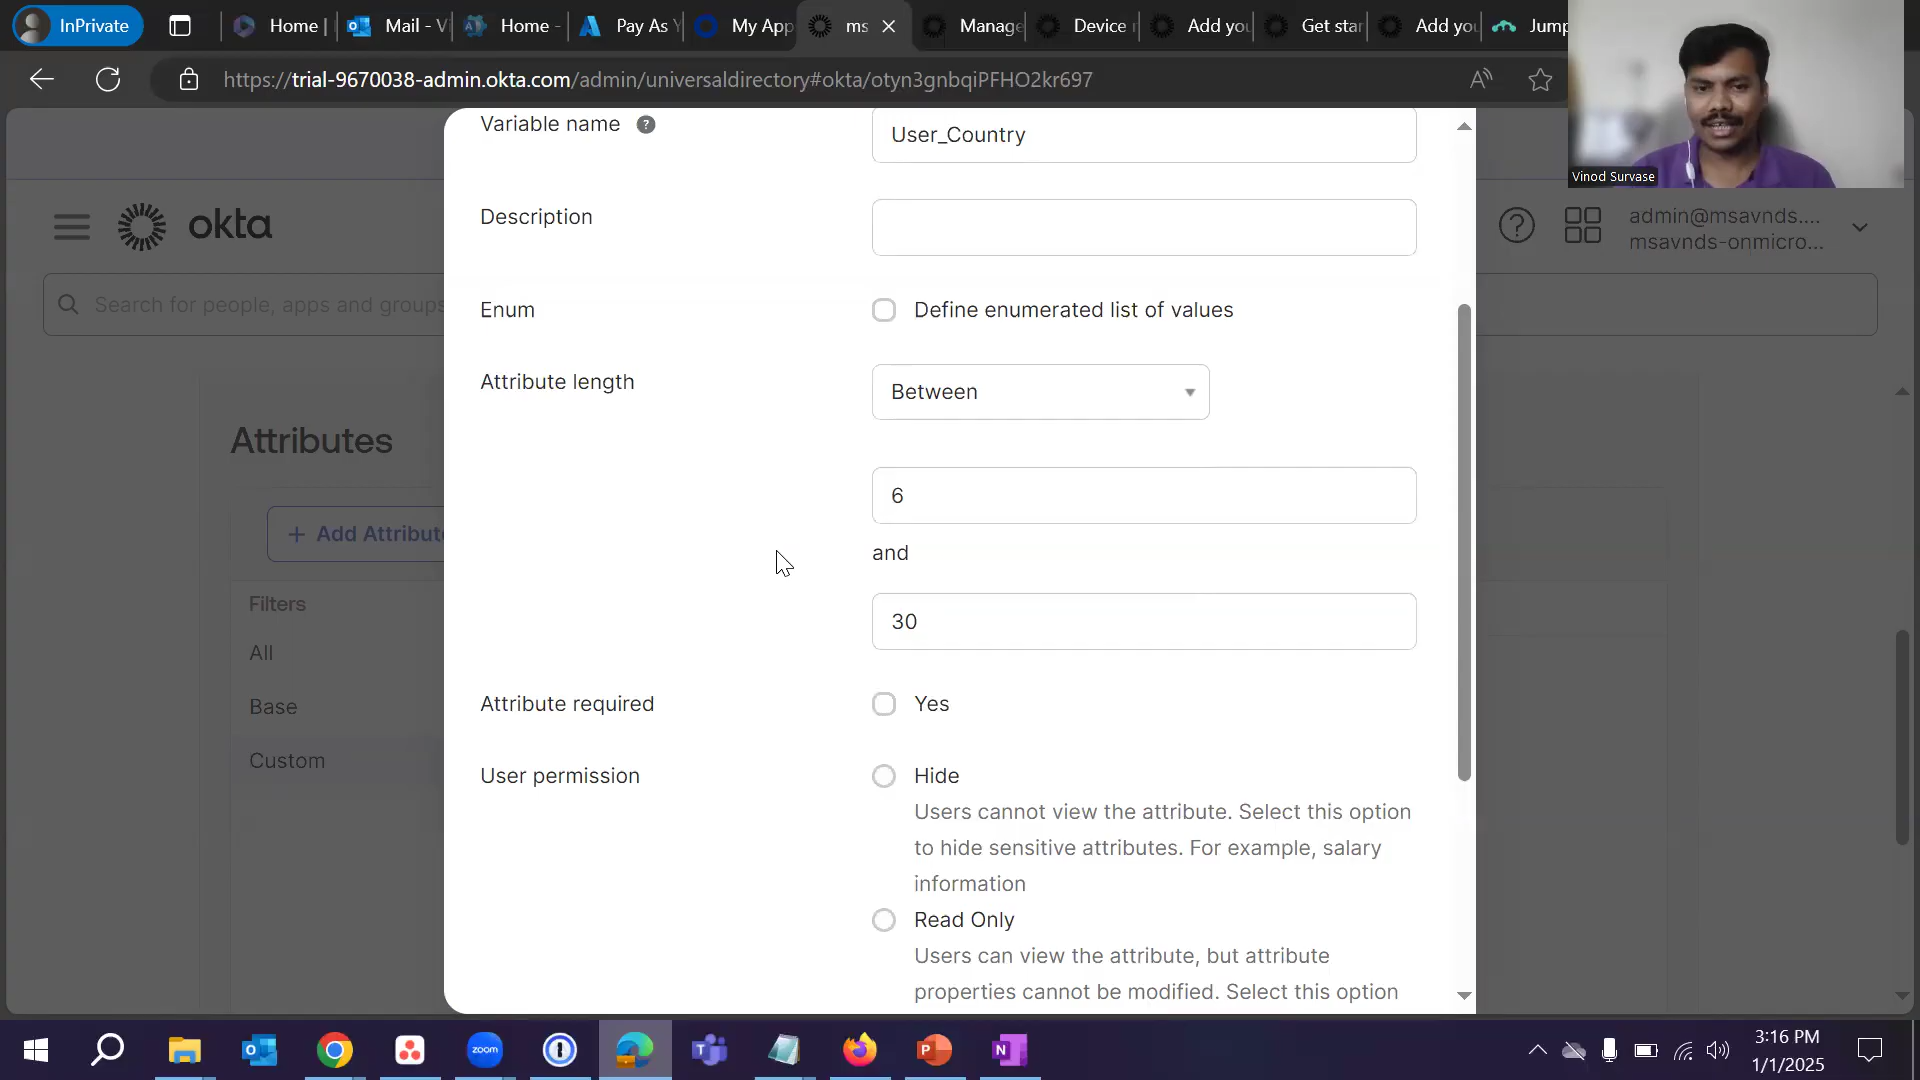 InPrivate
Home |
Mail - Vi
Home -
Pay As Y
My App
ms
Manage
Device r
Add you
Get star
Add you
Jump
https://trial-9670038-admin.okta.com/admin/universaldirectory#okta/otyn3gnbqiPFHO2kr697
Vinod Survase
okta
admin@msavnds....
msavnds-onmicro...
Search for people, apps and groups
Attributes
+ Add Attribute
Filters
All
Base
Custom
Variable name ?
User_Country
Description
Enum
Define enumerated list of values
Attribute length
Between
6
and
30
Attribute required
Yes
User permission
Hide
Users cannot view the attribute. Select this option
to hide sensitive attributes. For example, salary
information
Read Only
Users can view the attribute, but attribute
properties cannot be modified. Select this option
zoom
3:16 PM
1/1/2025